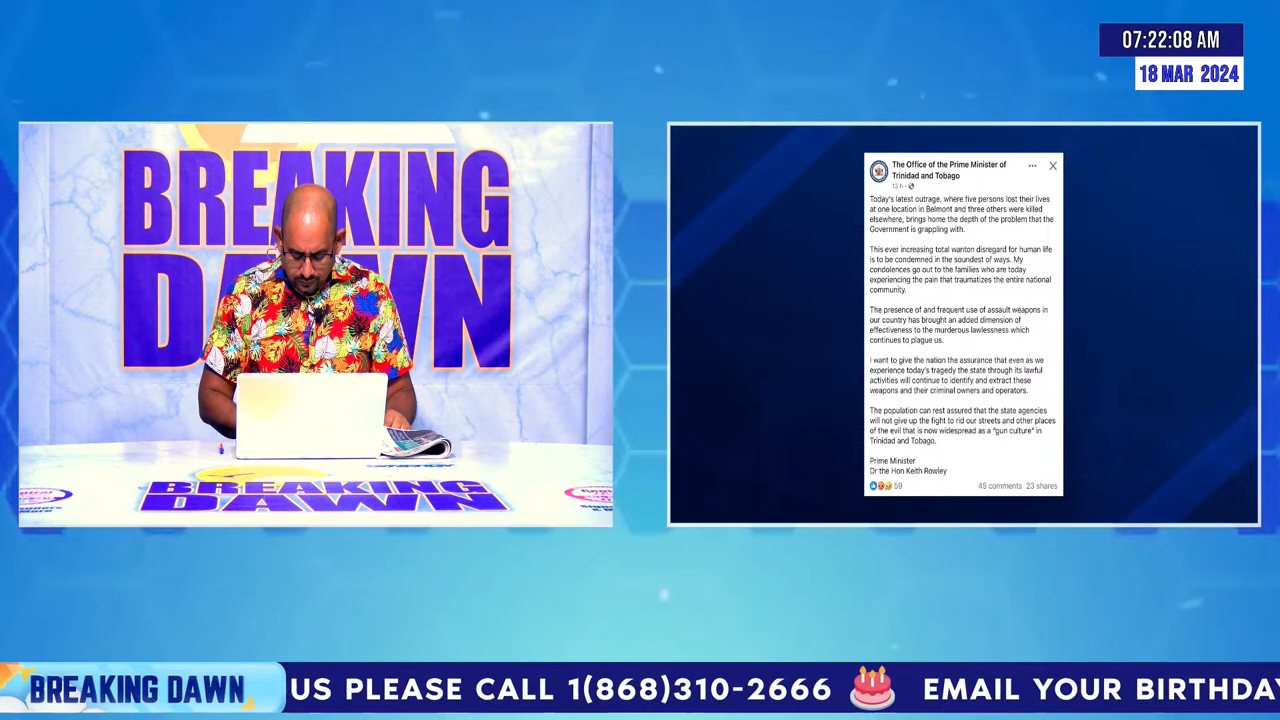 07:22:08 AM
18 MAR 2024
BREAKING
DAWN
BREAKING
DAWN
The Office of the Prime Minister of
Trinidad and Tobago
13 h
Today's latest outrage, where five persons lost their lives
at one location in Belmont and three others were killed
elsewhere, brings home the depth of the problem that the
Government is grappling with.
This ever increasing total wanton disregard for human life
is to be condemned in the soundest of ways. My
condolences go out to the families who are today
experiencing the pain that traumatizes the entire national
community.
The presence of and frequent use of assault weapons in
our country has brought an added dimension of
effectiveness to the murderous lawlessness which
continues to plague us.
I want to give the nation the assurance that even as we
experience today's tragedy the state through its lawful
activities will continue to identify and extract these
weapons and their criminal owners and operators.
The population can rest assured that the state agencies
will not give up the fight to rid our streets and other places
of the evil that is now widespread as a "gun culture" in
Trinidad and Tobago.
Prime Minister
Dr the Hon Keith Rowley
59
45 comments 23 shares
BREAKING DAWN
US PLEASE CALL 1(868)310-2666
EMAIL YOUR BIRTHDAY